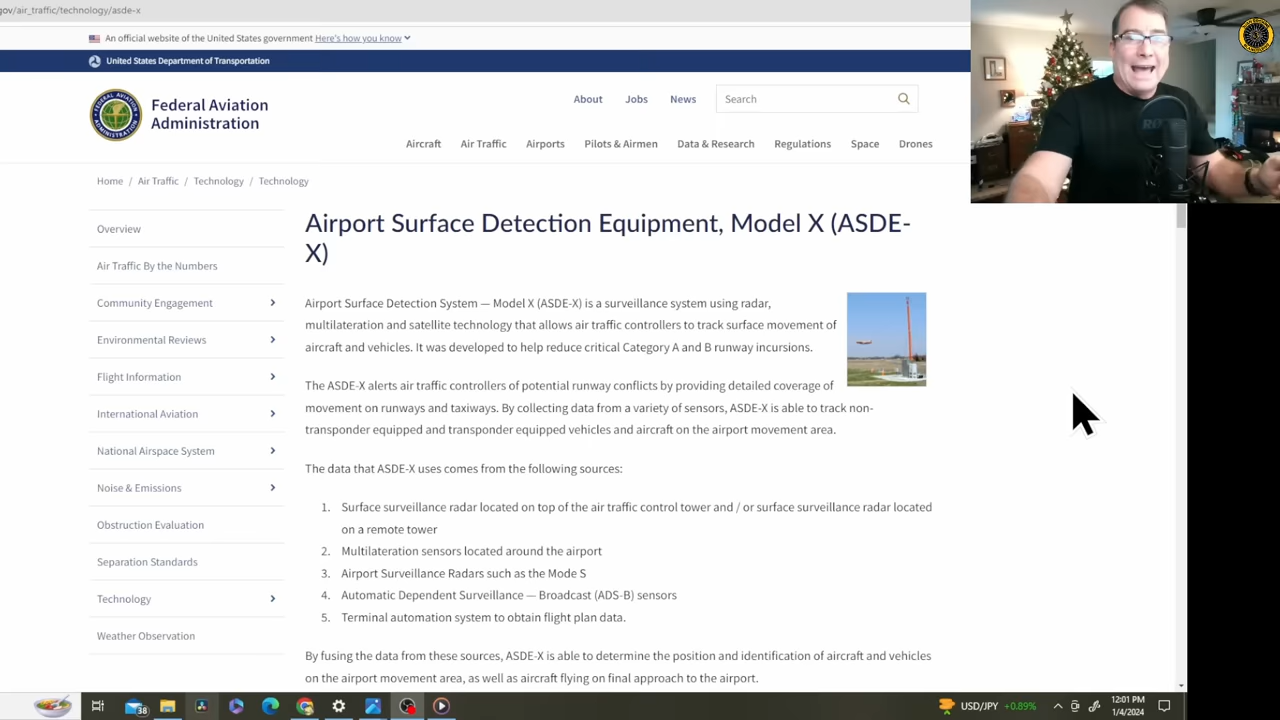 gov/air_traffic/technology/asde-x
An official website of the United States government Here's how you know
United States Department of Transportation
Federal Aviation
Administration
About
Jobs
News
Search
Aircraft
Air Traffic
Airports
Pilots & Airmen
Data & Research
Regulations
Space
Drones
Home / Air Traffic / Technology / Technology
Overview
Air Traffic By the Numbers
Community Engagement
Environmental Reviews
Flight Information
International Aviation
National Airspace System
Noise & Emissions
Obstruction Evaluation
Separation Standards
Technology
Weather Observation
Airport Surface Detection Equipment, Model X (ASDE-
X)
Airport Surface Detection System — Model X (ASDE-X) is a surveillance system using radar,
multilateration and satellite technology that allows air traffic controllers to track surface movement of
aircraft and vehicles. It was developed to help reduce critical Category A and B runway incursions.
The ASDE-X alerts air traffic controllers of potential runway conflicts by providing detailed coverage of
movement on runways and taxiways. By collecting data from a variety of sensors, ASDE-X is able to track non-
transponder equipped and transponder equipped vehicles and aircraft on the airport movement area.
The data that ASDE-X uses comes from the following sources:
1. Surface surveillance radar located on top of the air traffic control tower and / or surface surveillance radar located
on a remote tower
2. Multilateration sensors located around the airport
3. Airport Surveillance Radars such as the Mode S
4. Automatic Dependent Surveillance — Broadcast (ADS-B) sensors
5. Terminal automation system to obtain flight plan data.
By fusing the data from these sources, ASDE-X is able to determine the position and identification of aircraft and vehicles
on the airport movement area, as well as aircraft flying on final approach to the airport.
38
USD/JPY +0.89%
12:01 PM
1/4/2024